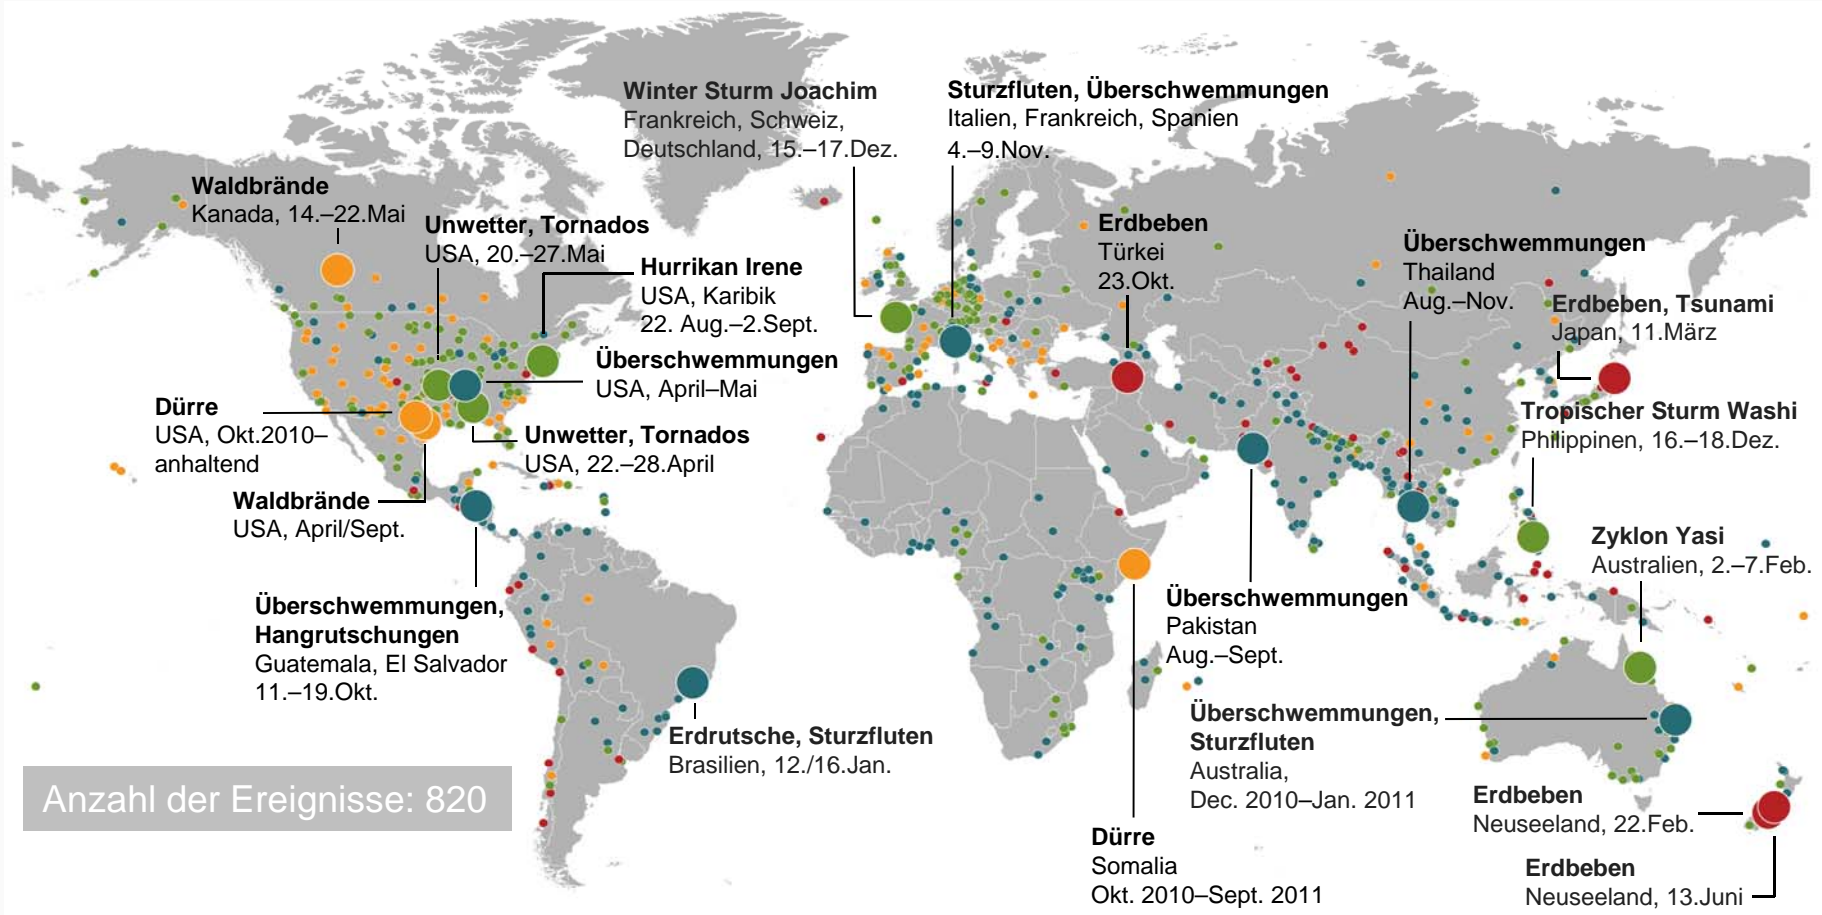 Winter Sturm Joachim
Frankreich, Schweiz,
Deutschland, 15.–17.Dez.
Sturzfluten, Überschwemmungen
Italien, Frankreich, Spanien
4.–9.Nov.
Waldbrände
Kanada, 14.–22.Mai
Unwetter, Tornados
USA, 20.–27.Mai
Hurrikan Irene
USA, Karibik
22. Aug.–2.Sept.
Überschwemmungen
USA, April–Mai
Erdbeben
Türkei
23.Okt.
Überschwemmungen
Thailand
Aug.–Nov.
Erdbeben, Tsunami
Japan, 11.März
Dürre
USA, Okt.2010–
anhaltend
Unwetter, Tornados
USA, 22.–28.April
Tropischer Sturm Washi
Philippinen, 16.–18.Dez.
Waldbrände
USA, April/Sept.
Zyklon Yasi
Australien, 2.–7.Feb.
Überschwemmungen,
Hangrutschungen
Guatemala, El Salvador
11.–19.Okt.
Überschwemmungen
Pakistan
Aug.–Sept.
Erdrutsche, Sturzfluten
Brasilien, 12./16.Jan.
Überschwemmungen,
Sturzfluten
Australia,
Dec. 2010–Jan. 2011
Anzahl der Ereignisse: 820
Erdbeben
Neuseeland, 22.Feb.
Dürre
Somalia
Okt. 2010–Sept. 2011
Erdbeben
Neuseeland, 13.Juni